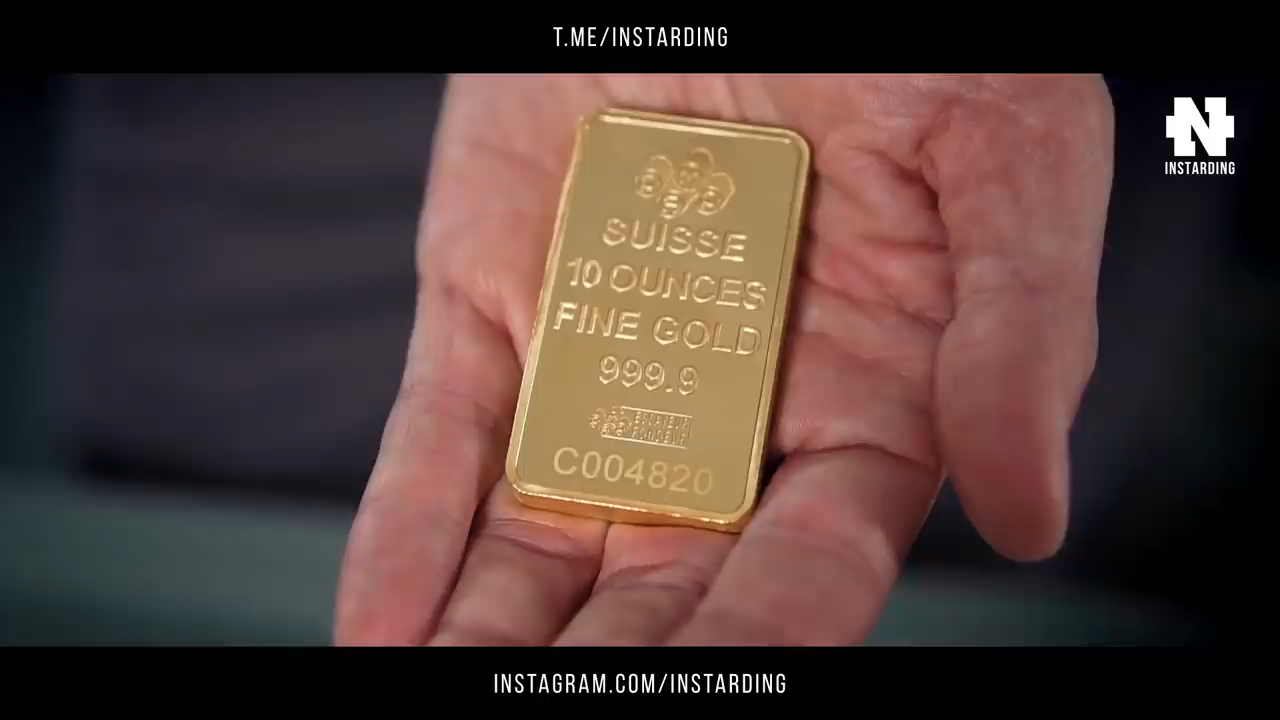 T.ME/INSTARDING
N
INSTARDING
SUISSE
10 OUNCES
FINE GOLD
999.9
C004820
INSTAGRAM.COM/INSTARDING